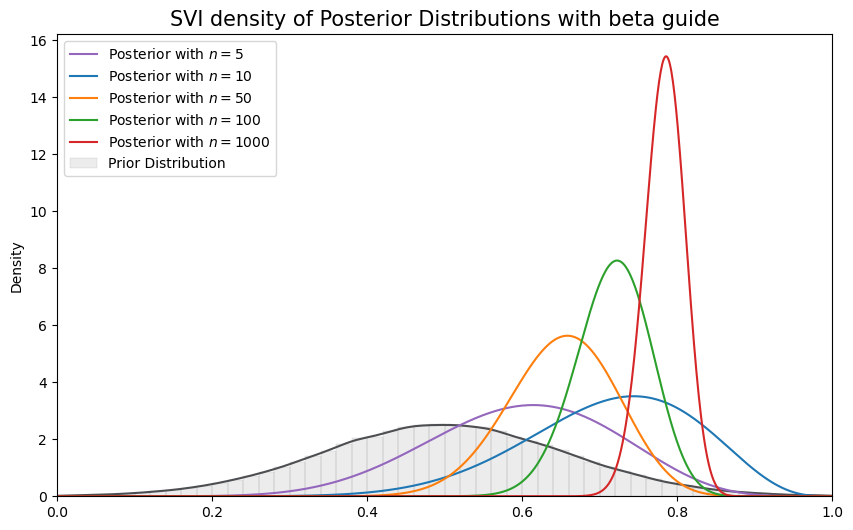 SVI density of Posterior Distributions with beta guide
16
14
12
10
8
6
4
2
0
Density
Posterior with n = 5
Posterior with n = 10
Posterior with n = 50
Posterior with n = 100
Posterior with n = 1000
Prior Distribution
0.0 0.2 0.4 0.6 0.8 1.0